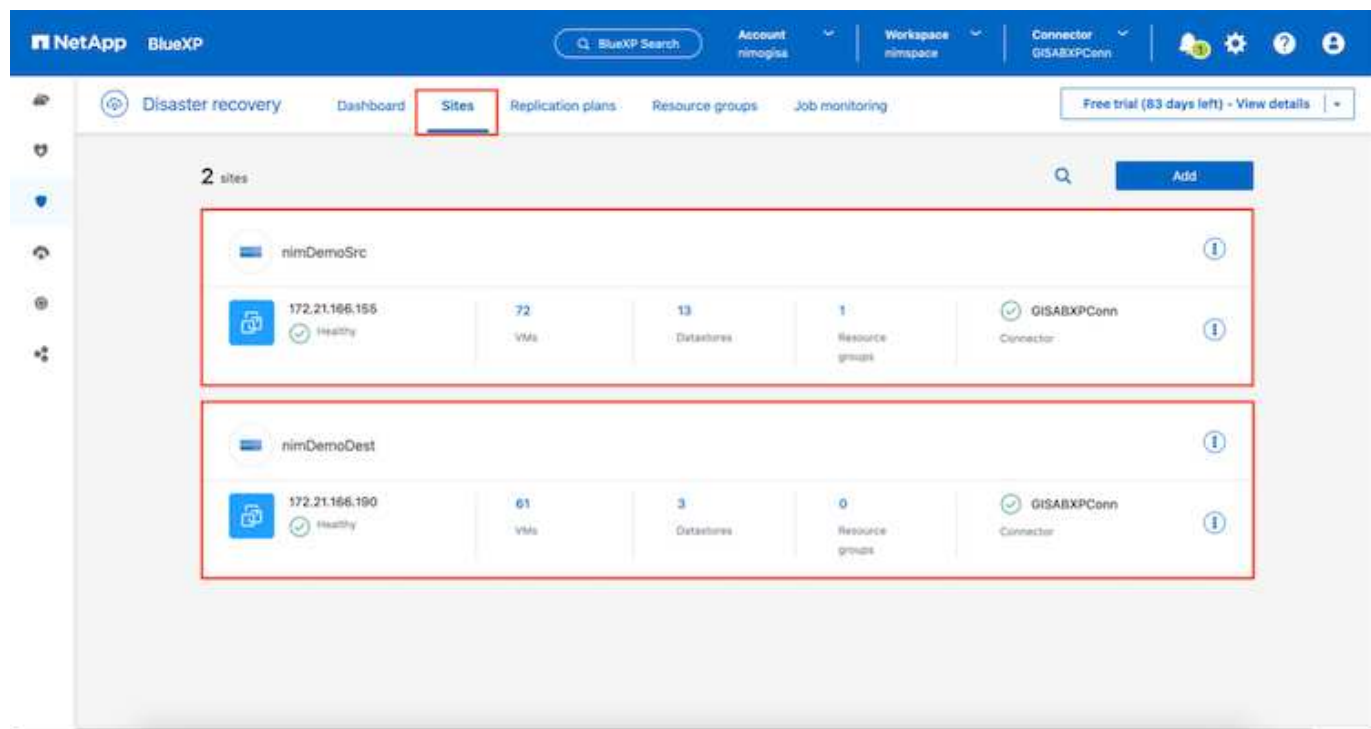 NetApp BlueXP BlueXP Search Account nimogisa Workspace nimspace Connector GISABXPConn 1
Disaster recovery Dashboard Sites Replication plans Resource groups Job monitoring Free trial (83 days left) - View details
2 sites Add
nimDemoSrc
172.21.166.155 72 13 1 GISABXPConn
Healthy VMs Datastores Resource groups Connector
nimDemoDest
172.21.166.190 61 3 0 GISABXPConn
Healthy VMs Datastores Resource groups Connector